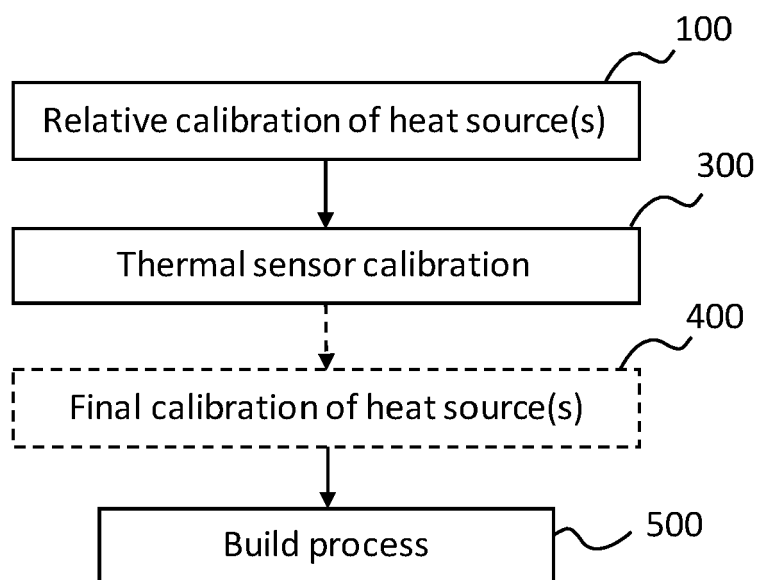 100
Relative calibration of heat source(s)
300
Thermal sensor calibration
400
Final calibration of heat source(s)
Build process
500